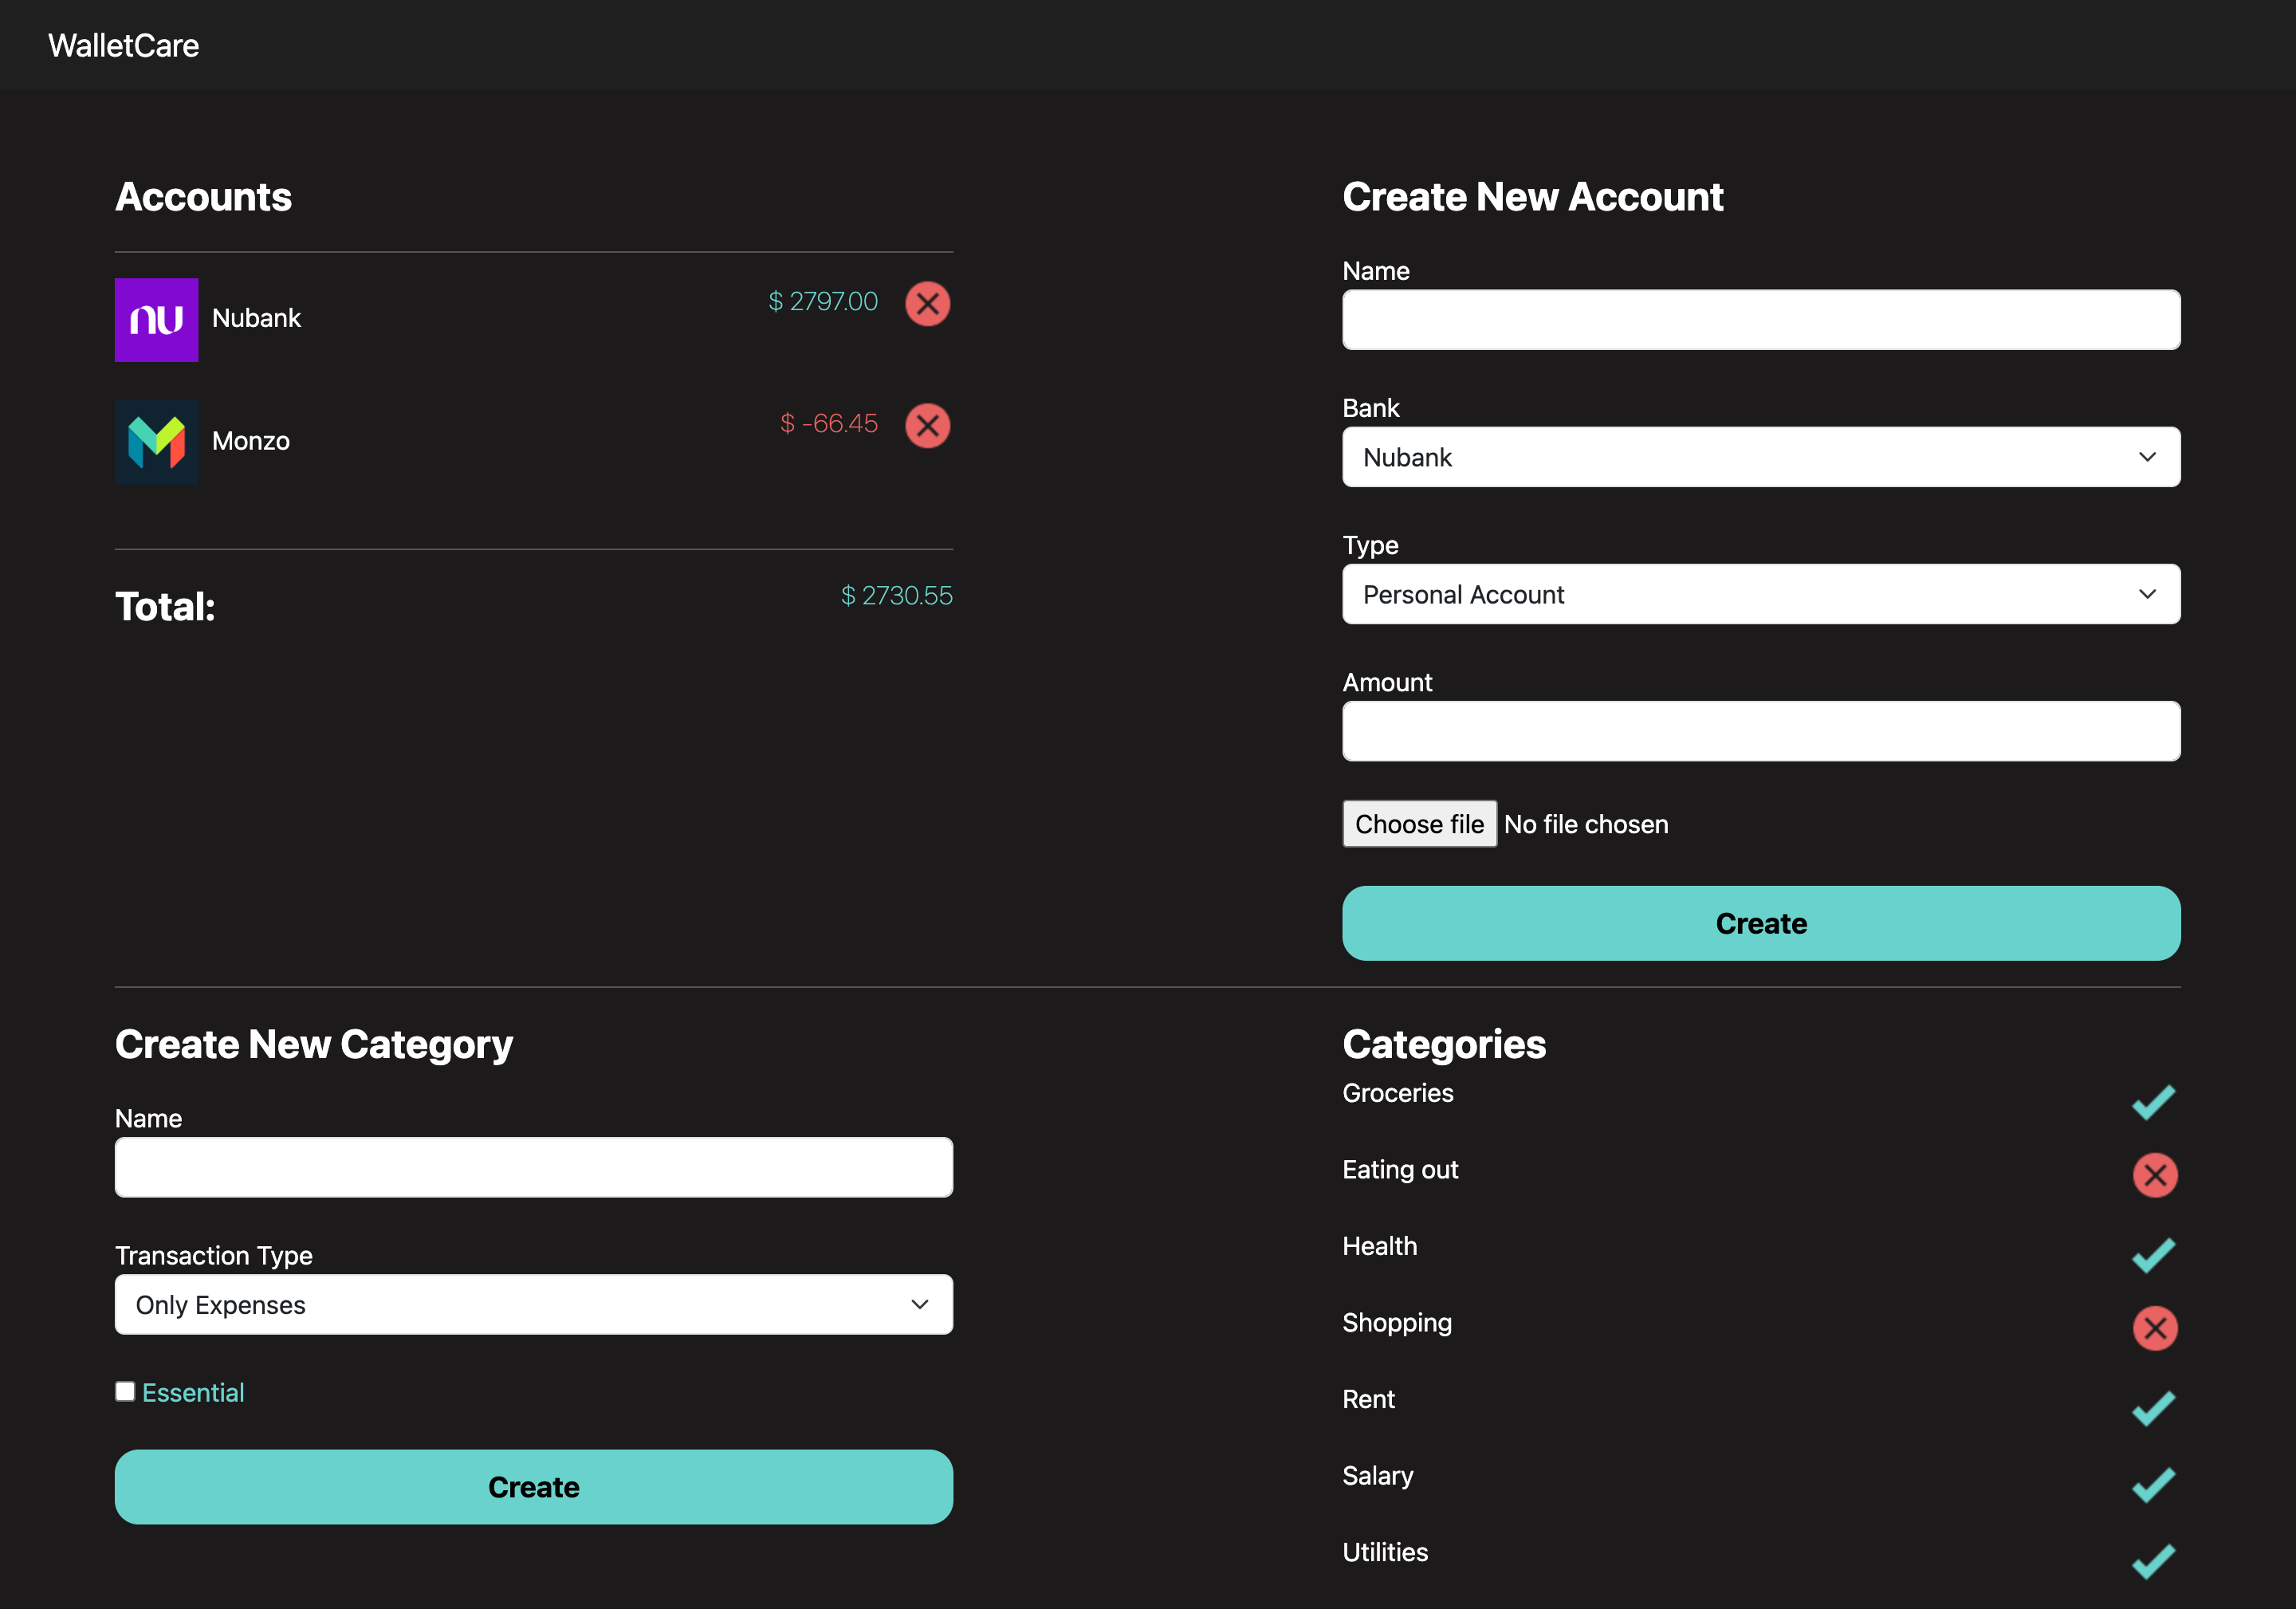 WalletCare
Accounts
nu Nubank $ 2797.00
Monzo $ -66.45
Total: $ 2730.55
Create New Account
Name
Bank
Nubank
Type
Personal Account
Amount
Choose file No file chosen
Create
Create New Category
Name
Transaction Type
Only Expenses
Essential
Create
Categories
Groceries
Eating out
Health
Shopping
Rent
Salary
Utilities